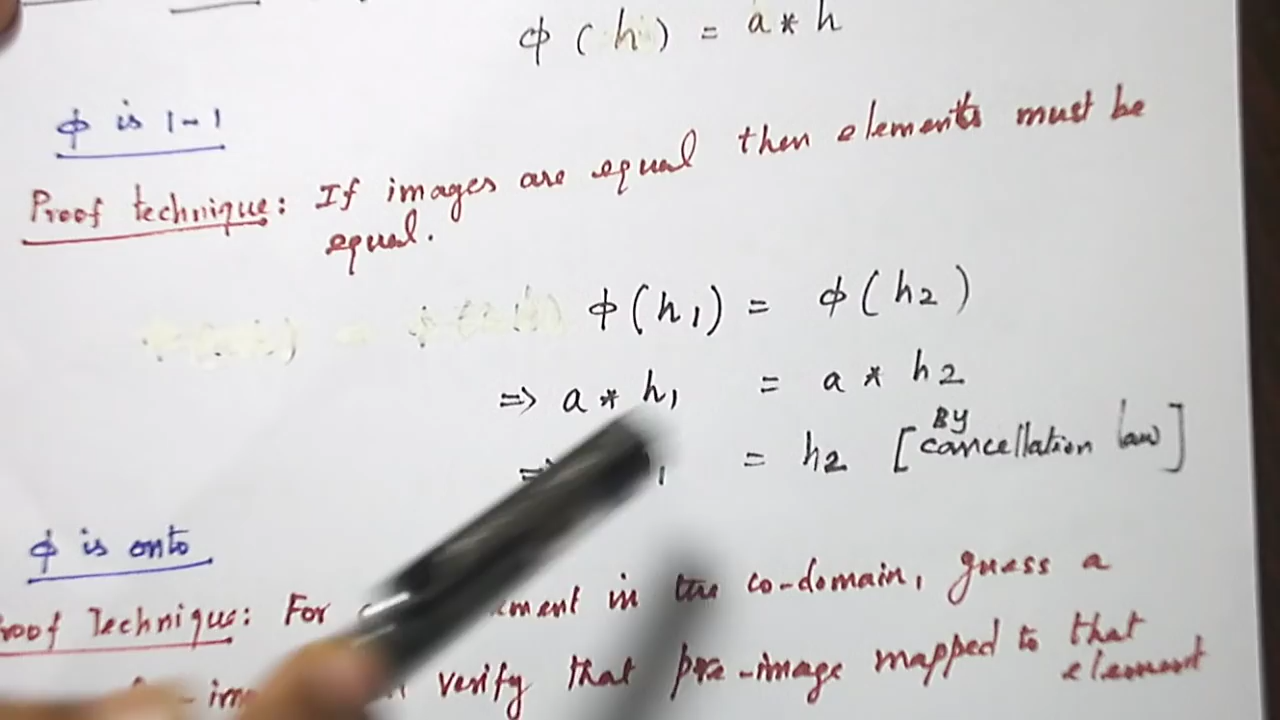 ϕ ( h ) = a * h
ϕ is 1-1
Proof technique: If images are equal then elements must be
equal.
ϕ(h₁) = ϕ(h₂)
⇒ a * h₁ = a * h₂
⇒ ₁ = h₂ [By cancellation law]
ϕ is onto
Proof Technique: For in the co-domain, guess a
verify that pre-image mapped to that
element